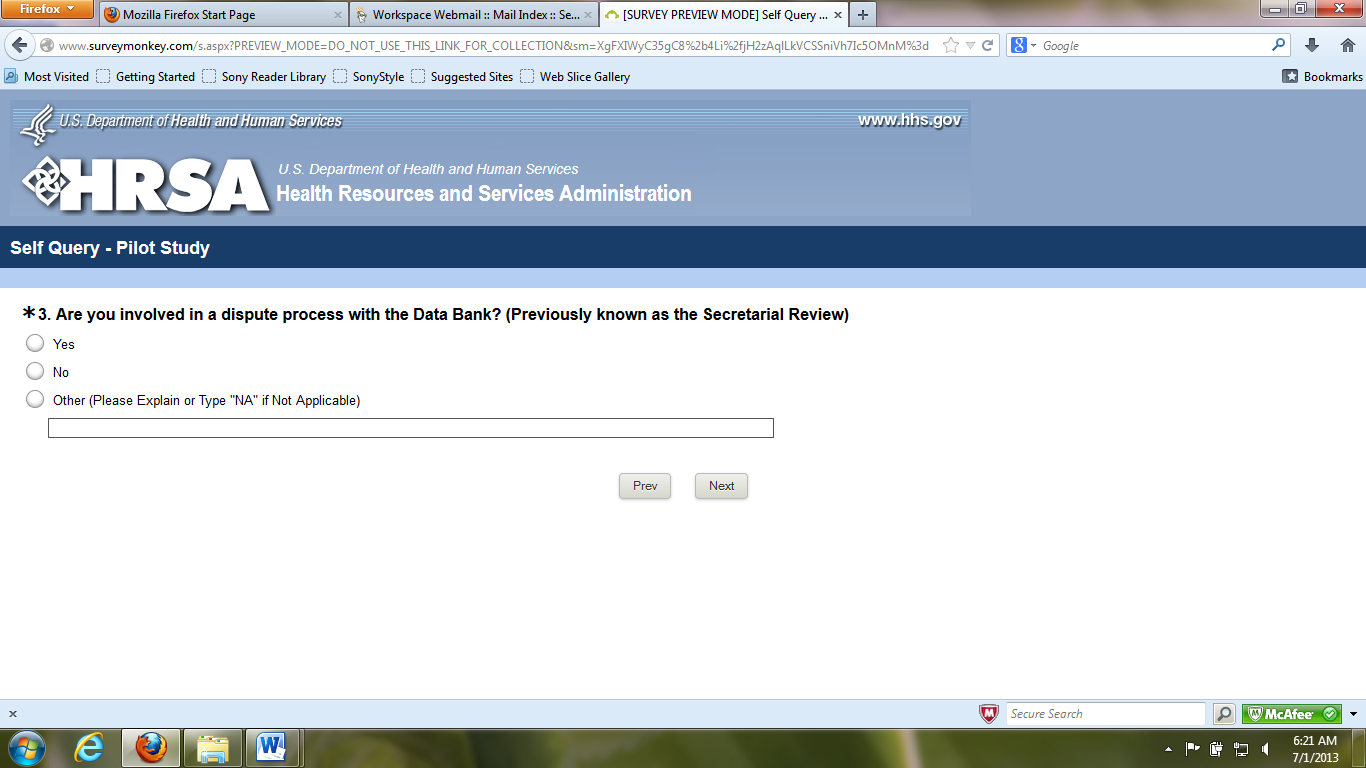 Firefox
Mozilla Firefox Start Page
Workspace Webmail :: Mail Index :: Se...
[SURVEY PREVIEW MODE] Self Query ...
www.surveymonkey.com/s.aspx?PREVIEW_MODE=DO_NOT_USE_THIS_LINK_FOR_COLLECTION&sm=XgFXIWyC35gC8%2b4Li%2fjH2zAqILkVCSSniVh7Ic5OMnM%3d
Google
Most Visited Getting Started Sony Reader Library SonyStyle Suggested Sites Web Slice Gallery Bookmarks
U.S. Department of Health and Human Services
www.hhs.gov
HRSA
U.S. Department of Health and Human Services
Health Resources and Services Administration
Self Query - Pilot Study
*3. Are you involved in a dispute process with the Data Bank? (Previously known as the Secretarial Review)
Yes
No
Other (Please Explain or Type "NA" if Not Applicable)
Prev Next
x
Secure Search
McAfee
6:21 AM
7/1/2013